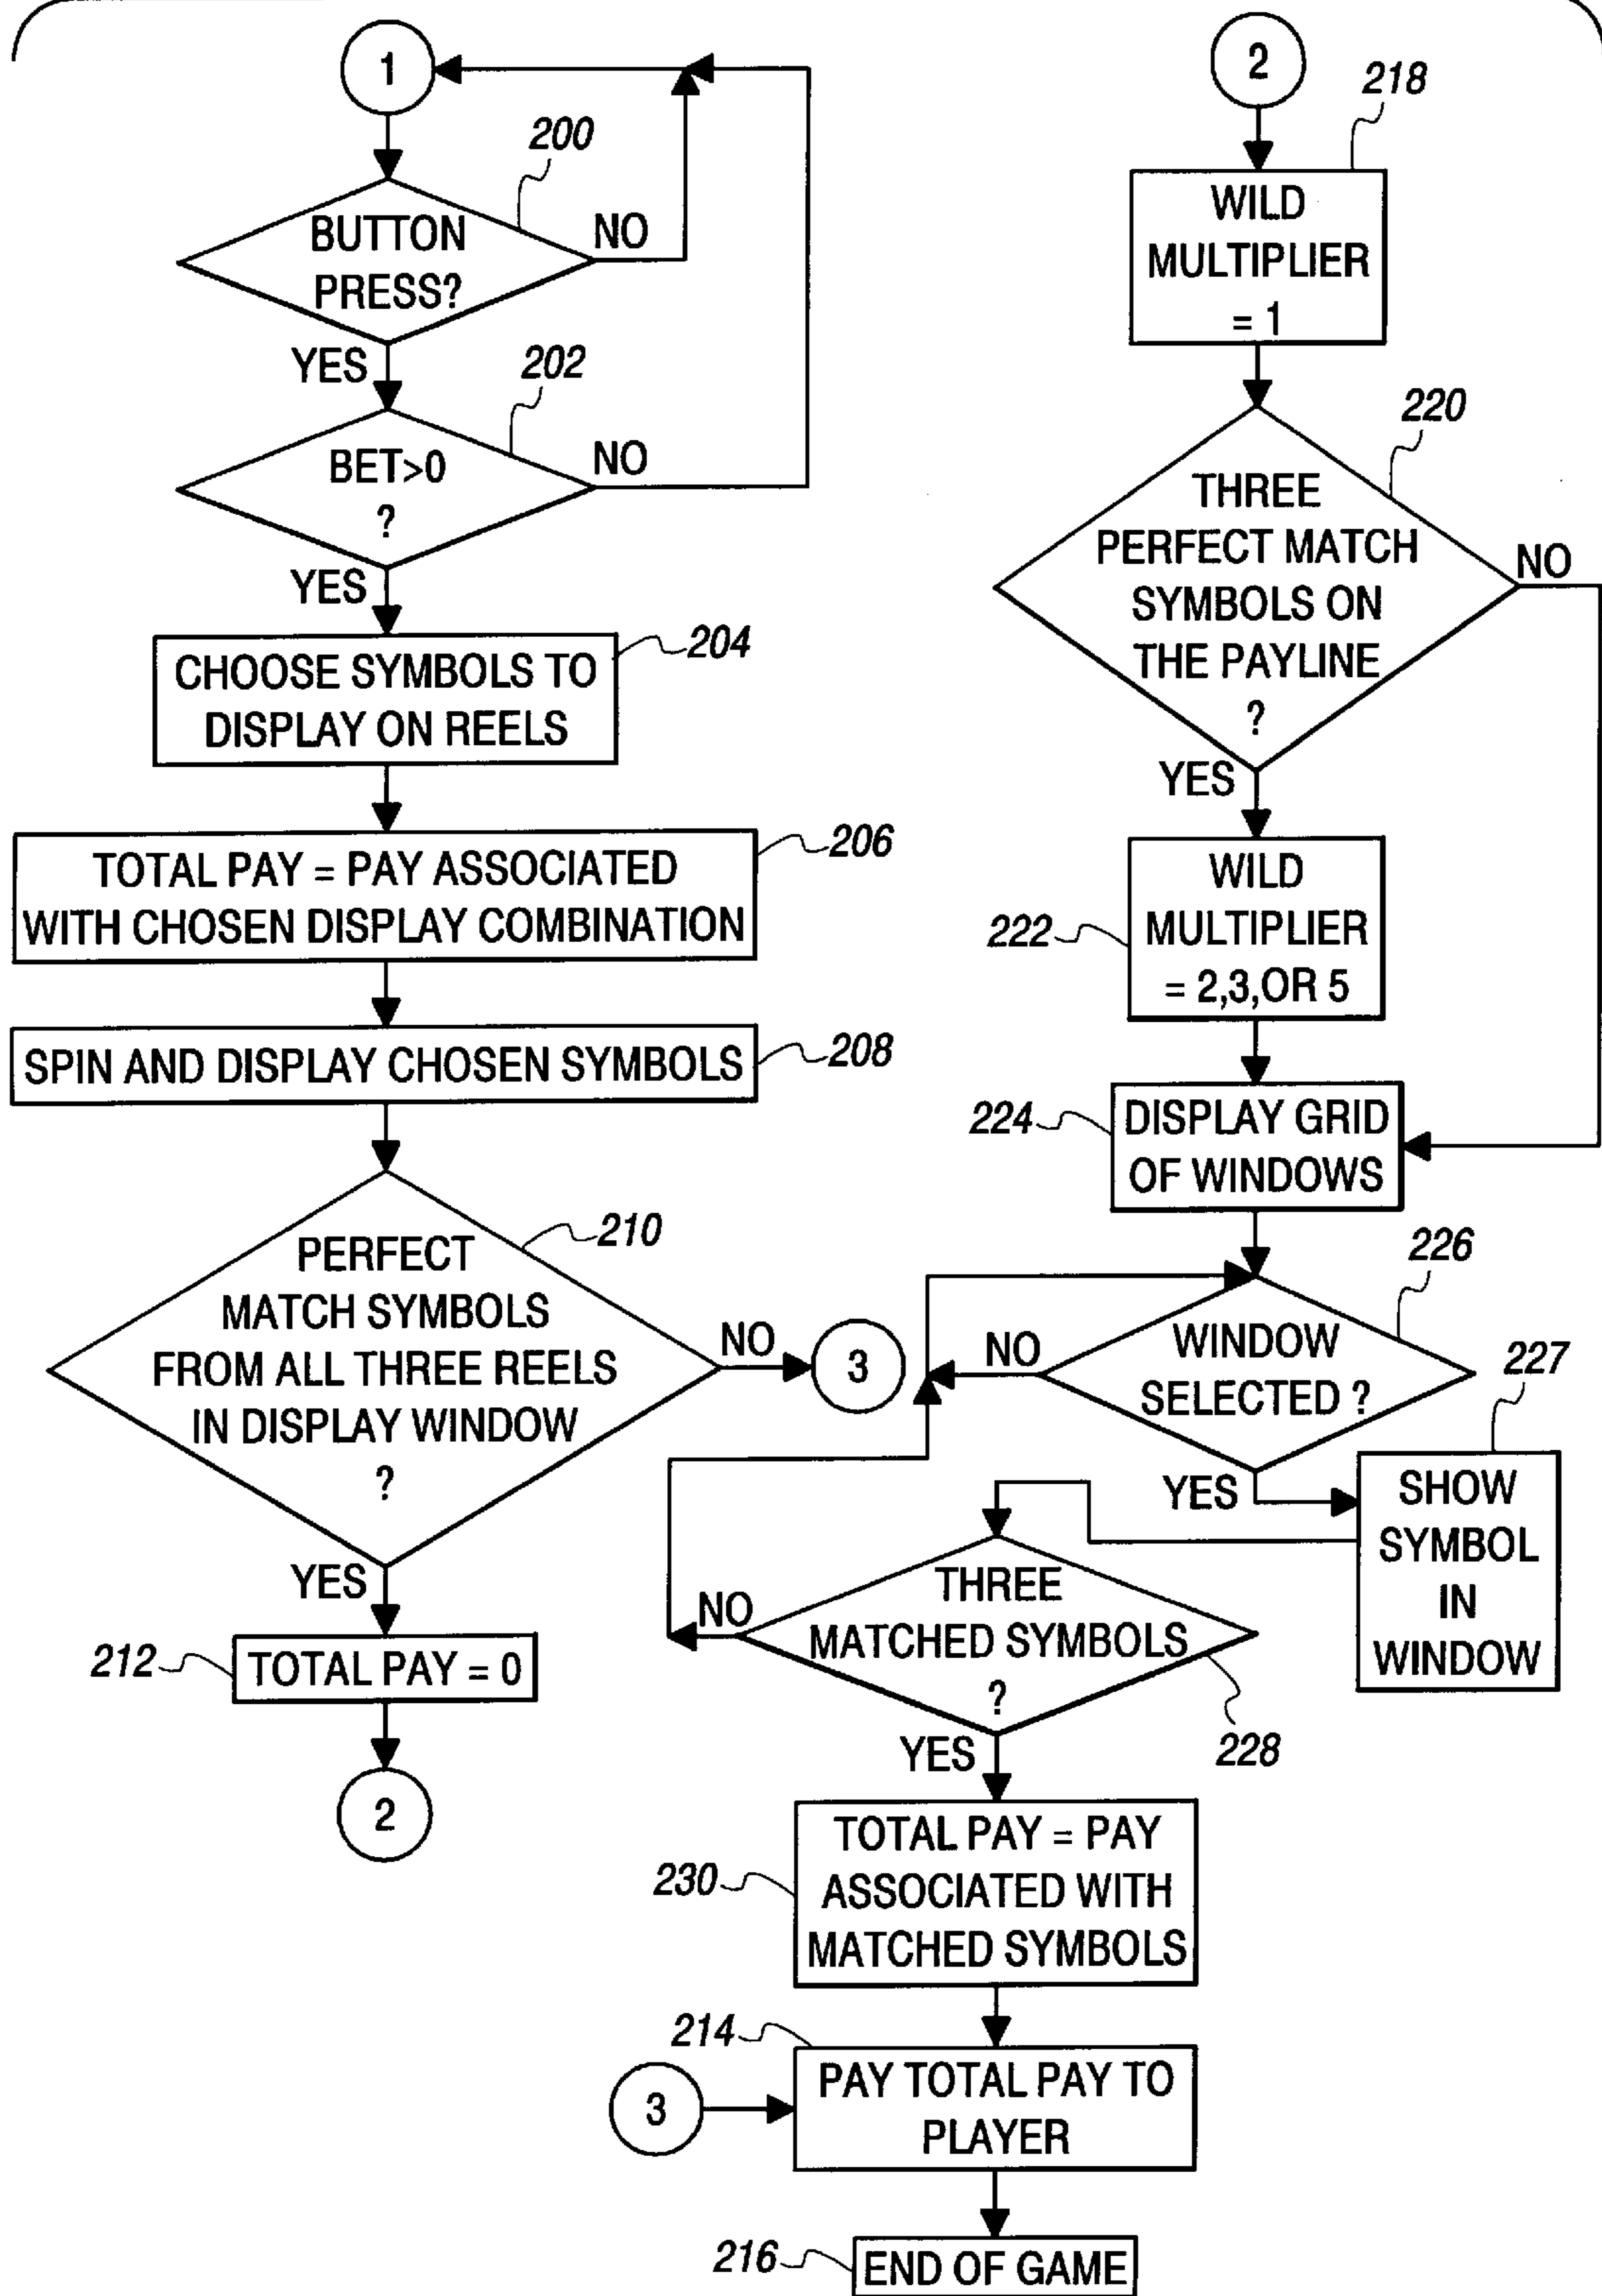 1
200
BUTTON
PRESS?
NO
YES
202
BET>0
?
NO
YES
204
CHOOSE SYMBOLS TO
DISPLAY ON REELS
206
TOTAL PAY = PAY ASSOCIATED
WITH CHOSEN DISPLAY COMBINATION
SPIN AND DISPLAY CHOSEN SYMBOLS
208
210
PERFECT
MATCH SYMBOLS
FROM ALL THREE REELS
IN DISPLAY WINDOW
?
NO
3
YES
212
TOTAL PAY = 0
2
2
218
WILD
MULTIPLIER
= 1
220
THREE
PERFECT MATCH
SYMBOLS ON
THE PAYLINE
?
NO
YES
222
WILD
MULTIPLIER
= 2,3,OR 5
224
DISPLAY GRID
OF WINDOWS
226
WINDOW
SELECTED ?
NO
YES
227
SHOW
SYMBOL
IN
WINDOW
THREE
MATCHED SYMBOLS
?
NO
228
YES
230
TOTAL PAY = PAY
ASSOCIATED WITH
MATCHED SYMBOLS
214
3
PAY TOTAL PAY TO
PLAYER
216
END OF GAME